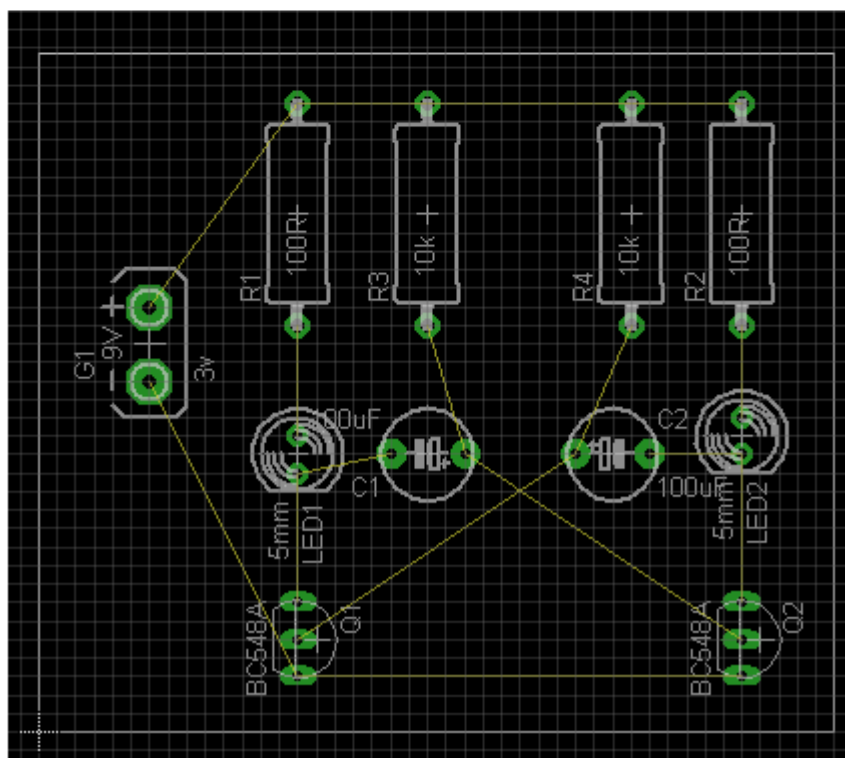 100R
10k
10k
100R
R1
R3
R4
R2
+
9V
-
G1
3v
100uF
C1
C2
100uF
5mm
LED1
5mm
LED2
BC548A
Q1
BC548A
Q2